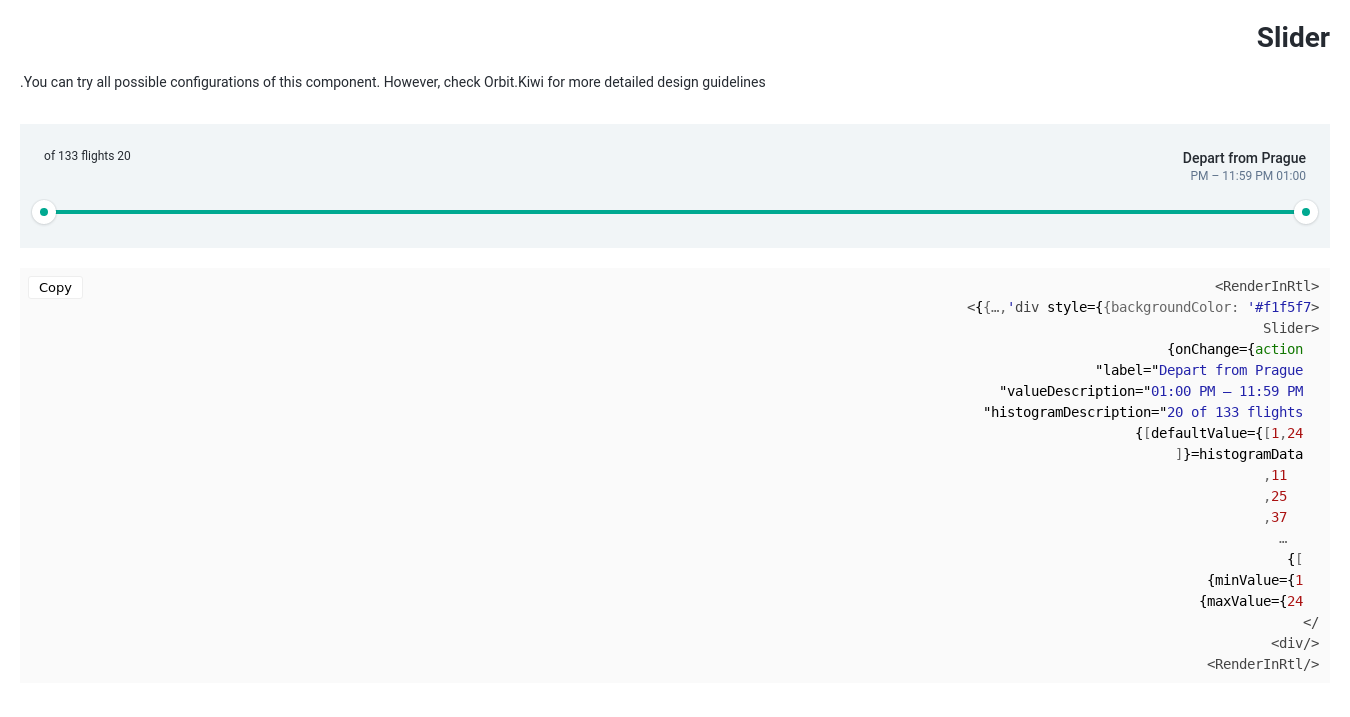 Slider
.You can try all possible configurations of this component. However, check Orbit.Kiwi for more detailed design guidelines
Depart from Prague
PM – 11:59 PM 01:00
of 133 flights 20
Copy
<RenderInRtl>
<{{…,'div style={{backgroundColor: '#f1f5f7>
Slider>
{onChange={action
"label="Depart from Prague
"valueDescription="01:00 PM – 11:59 PM
"histogramDescription="20 of 133 flights
{[defaultValue={[1,24
]}=histogramData
,11
,25
,37
…
{[
{minValue={1
{maxValue={24
</
<div/>
<RenderInRtl/>